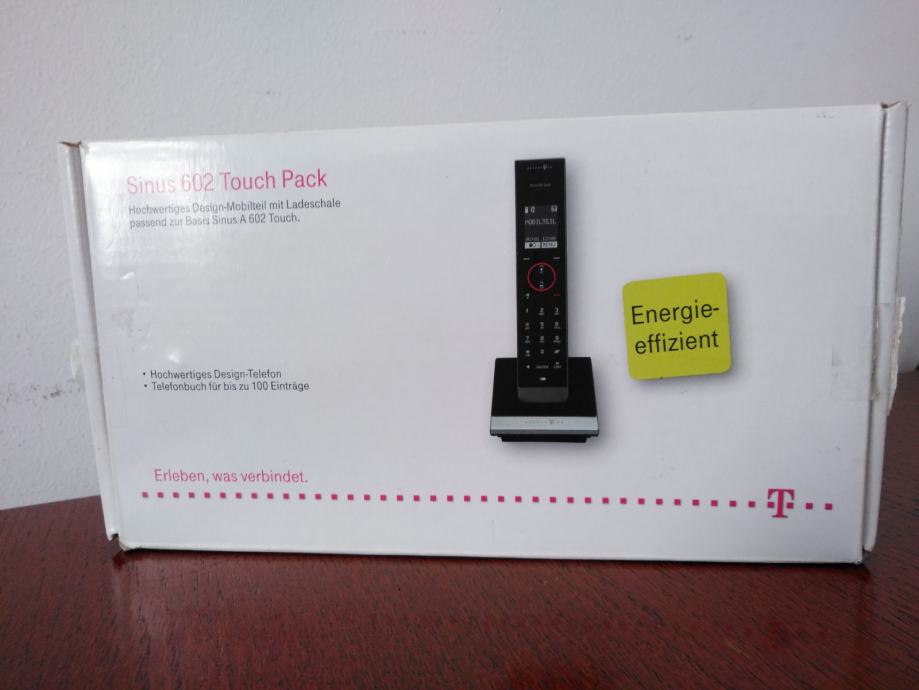 Sinus 602 Touch Pack
Hochwertiges Design-Mobilteil mit Ladeschale
passend zur Basis Sinus A 602 Touch.
MOBILTEIL
MENU
Energie-
effizient
• Hochwertiges Design-Telefon
• Telefonbuch für bis zu 100 Einträge
Erleben, was verbindet.
T